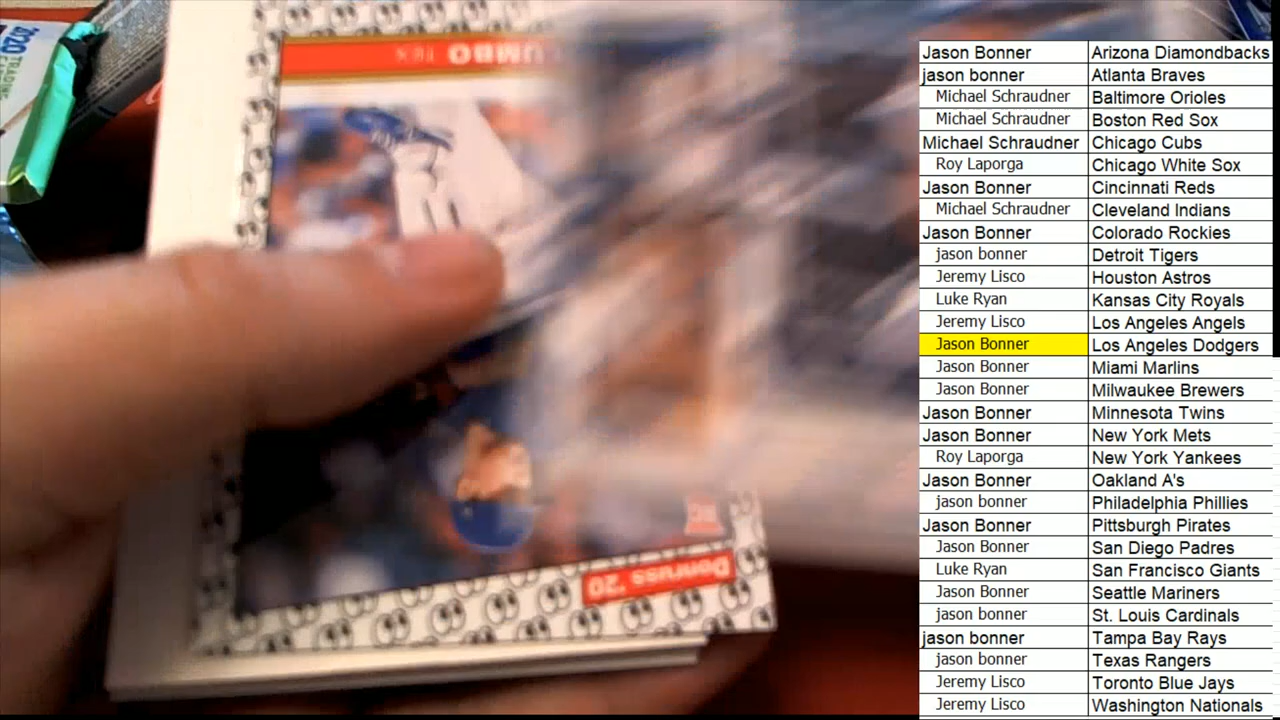 2020
TRADING
UMBO TEX
Donruss '20
Jason Bonner Arizona Diamondbacks
jason bonner Atlanta Braves
Michael Schraudner Baltimore Orioles
Michael Schraudner Boston Red Sox
Michael Schraudner Chicago Cubs
Roy Laporga Chicago White Sox
Jason Bonner Cincinnati Reds
Michael Schraudner Cleveland Indians
Jason Bonner Colorado Rockies
jason bonner Detroit Tigers
Jeremy Lisco Houston Astros
Luke Ryan Kansas City Royals
Jeremy Lisco Los Angeles Angels
Jason Bonner Los Angeles Dodgers
Jason Bonner Miami Marlins
Jason Bonner Milwaukee Brewers
Jason Bonner Minnesota Twins
Jason Bonner New York Mets
Roy Laporga New York Yankees
Jason Bonner Oakland A's
jason bonner Philadelphia Phillies
Jason Bonner Pittsburgh Pirates
Jason Bonner San Diego Padres
Luke Ryan San Francisco Giants
Jason Bonner Seattle Mariners
jason bonner St. Louis Cardinals
jason bonner Tampa Bay Rays
jason bonner Texas Rangers
Jeremy Lisco Toronto Blue Jays
Jeremy Lisco Washington Nationals